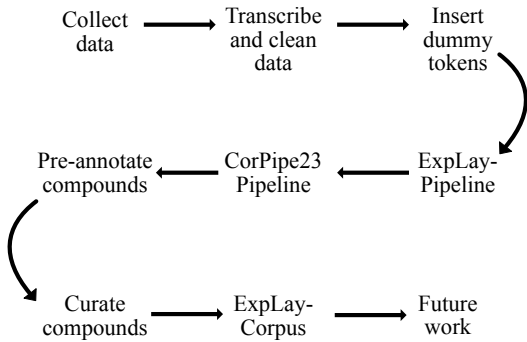 Collect
data
Transcribe
and clean
data
Insert
dummy
tokens
ExpLay-
Pipeline
CorPipe23
Pipeline
Pre-annotate
compounds
Curate
compounds
ExpLay-
Corpus
Future
work